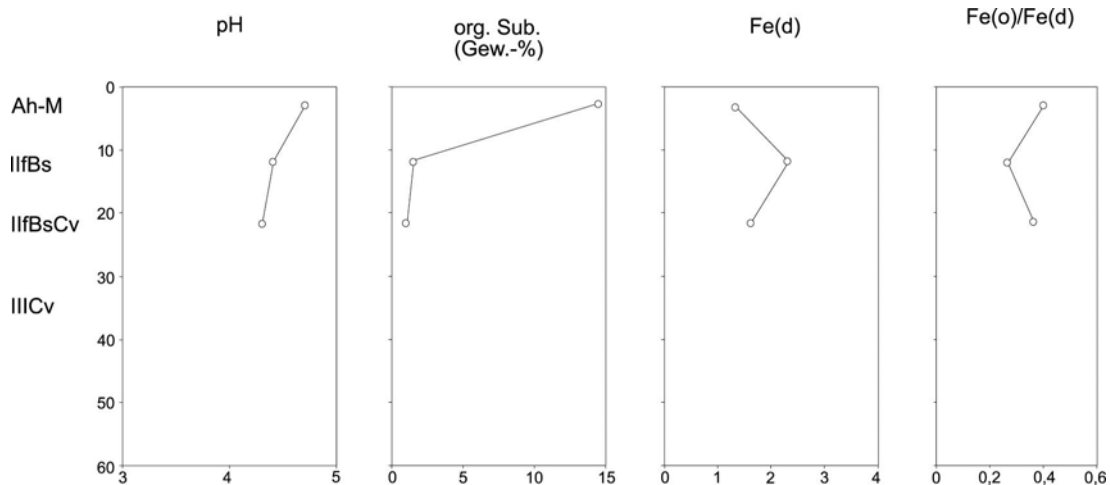 pH
org. Sub.
(Gew.-%)
Fe(d)
Fe(o)/Fe(d)
Ah-M
IIfBs
IIfBsCv
IIICv
0
10
20
30
40
50
60
3
4
5
0
5
10
15
0
1
2
3
4
0
0,2
0,4
0,6